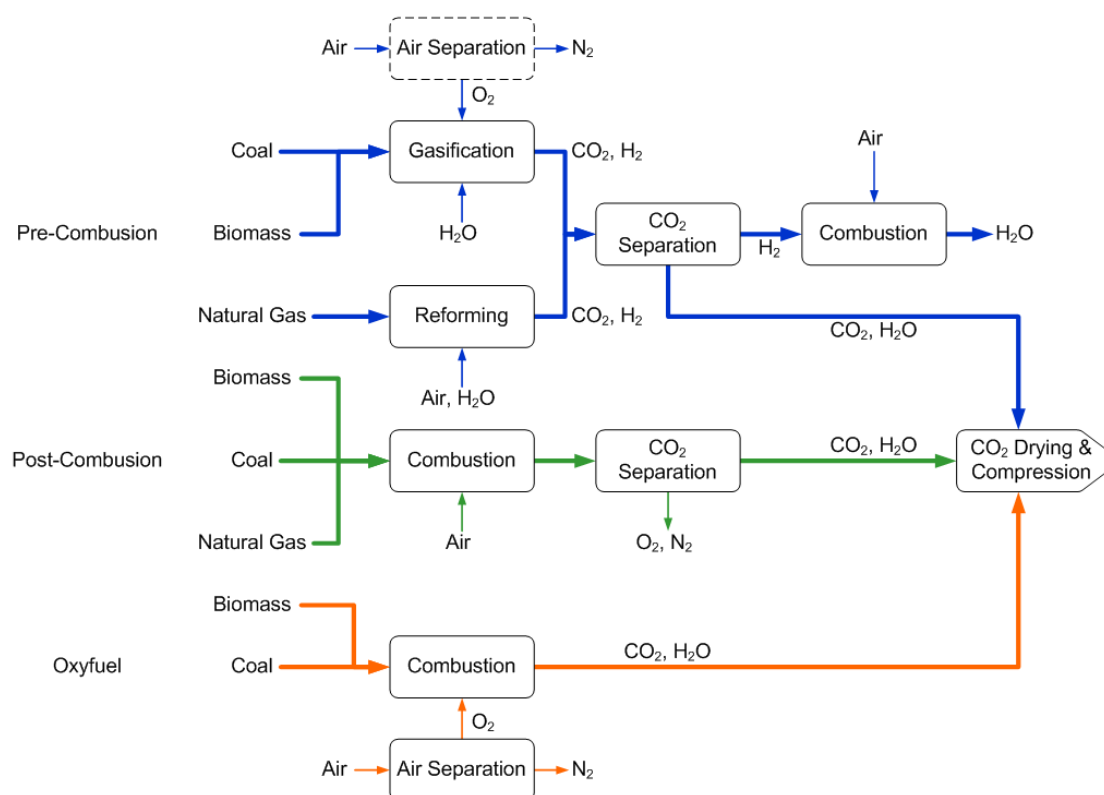 Air
Air Separation
N₂
O₂
Coal
Gasification
CO₂, H₂
Air
Pre-Combusion
Biomass
H₂O
CO₂
Separation
H₂
Combustion
H₂O
Natural Gas
Reforming
CO₂, H₂
CO₂, H₂O
Biomass
Air, H₂O
Post-Combusion
Coal
Combustion
CO₂
Separation
CO₂, H₂O
CO₂ Drying &
Compression
Natural Gas
Air
O₂, N₂
Biomass
Oxyfuel
Coal
Combustion
CO₂, H₂O
O₂
Air
Air Separation
N₂